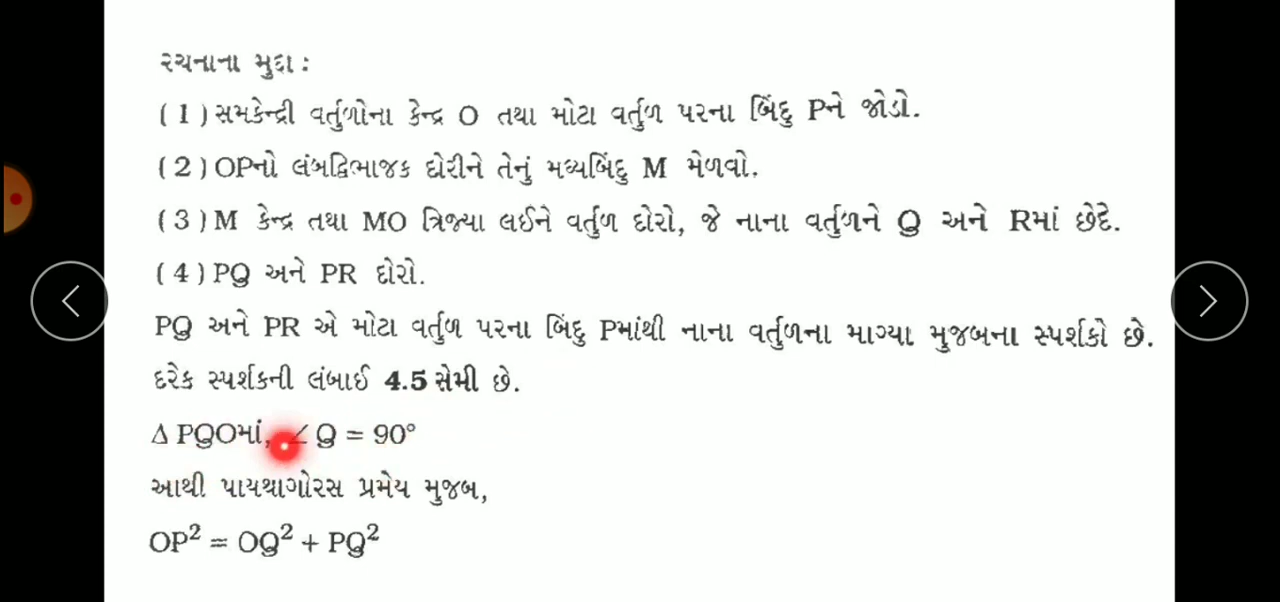 રચનાના મુદ્દા :
( 1 ) સમકેન્દ્રી વર્તુળોના કેન્દ્ર O તથા મોટા વર્તુળ પરના બિંદુ Pને જોડો.
( 2 ) OPનો લંબદ્વિભાજક દોરીને તેનું મધ્યબિંદુ M મેળવો.
( 3 ) M કેન્દ્ર તથા MO ત્રિજ્યા લઈને વર્તુળ દોરો, જે નાના વર્તુળને Q અને Rમાં છેદે.
( 4 ) PQ અને PR દોરો.
PQ અને PR એ મોટા વર્તુળ પરના બિંદુ Pમાંથી નાના વર્તુળના માગ્યા મુજબના સ્પર્શકો છે.
દરેક સ્પર્શકની લંબાઈ 4.5 સેમી છે.
Δ PQOમાં, ∠ Q = 90°
આથી પાયથાગોરસ પ્રમેય મુજબ,
OP² = OQ² + PQ²